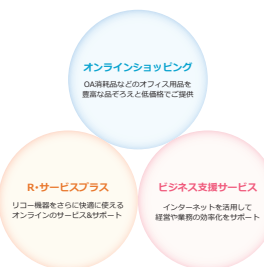 オンラインショッピング
OA消耗品などのオフィス用品を
豊富な品ぞろえと低価格でご提供
R・サービスプラス
リコー機器をさらに快適に使える
オンラインのサービス&サポート
ビジネス支援サービス
インターネットを活用して
経営や業務の効率化をサポート